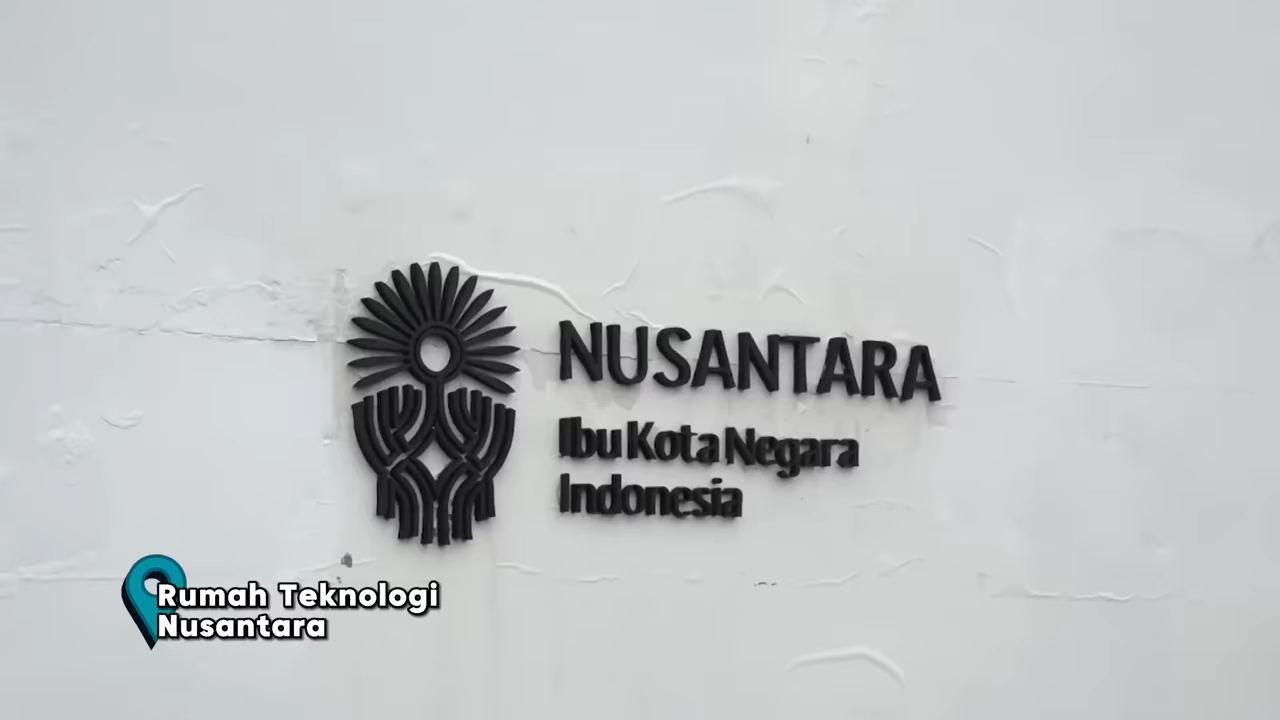 NUSANTARA
Ibu Kota Negara
Indonesia
Rumah Teknologi
Nusantara